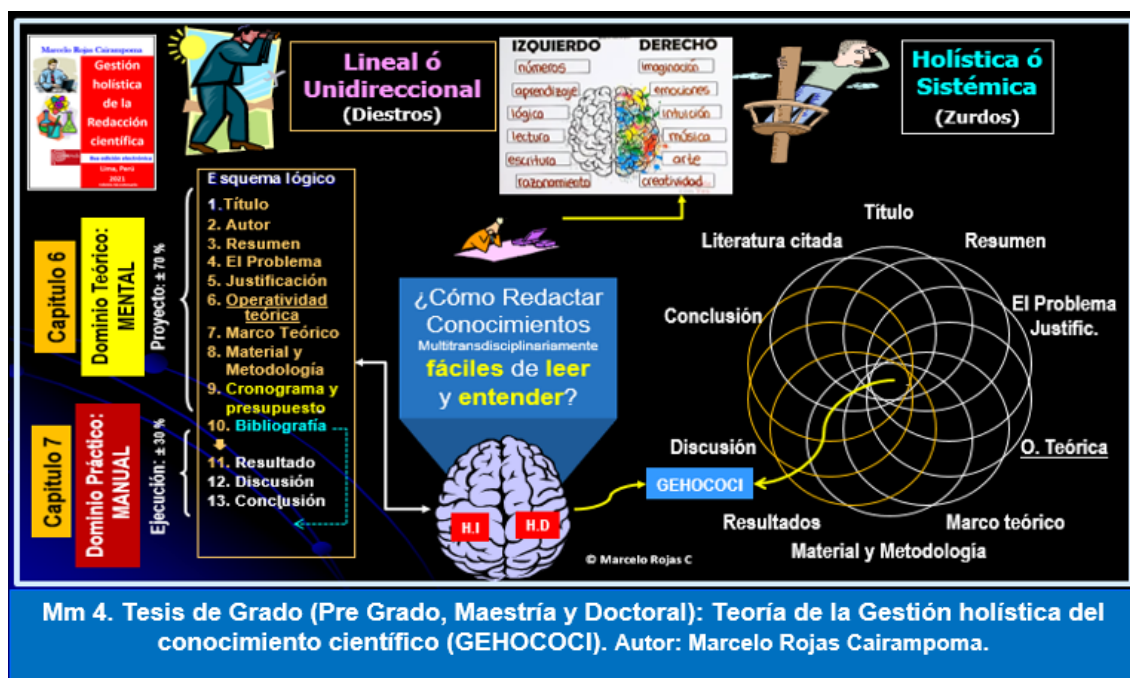 Marcelo Rojas Cairampoma
Gestión
holística
de la
Redacción
científica
8va edición electrónica
Lima, Perú
2021
Lineal ó
Unidireccional
(Diestros)
IZQUIERDO DERECHO
números imaginación
aprendizaje emociones
lógica intuición
lectura música
escritura arte
razonamiento creatividad
Holística ó
Sistémica
(Zurdos)
Capitulo 6
Dominio Teórico:
MENTAL
Proyecto: ± 70 %
Capitulo 7
Dominio Práctico:
MANUAL
Ejecución: ± 30 %
Esquema lógico
1. Título
2. Autor
3. Resumen
4. El Problema
5. Justificación
6. Operatividad
teórica
7. Marco Teórico
8. Material y
Metodología
9. Cronograma y
presupuesto
10. Bibliografía
11. Resultado
12. Discusión
13. Conclusión
¿Cómo Redactar
Conocimientos
Multitransdisciplinariamente
fáciles de leer
y entender?
H.I H.D
GEHOCOCI
© Marcelo Rojas C
Título
Literatura citada
Resumen
Conclusión
El Problema
Justific.
Discusión
O. Teórica
Resultados
Marco teórico
Material y Metodología
Mm 4. Tesis de Grado (Pre Grado, Maestría y Doctoral): Teoría de la Gestión holística del
conocimiento científico (GEHOCOCI). Autor: Marcelo Rojas Cairampoma.